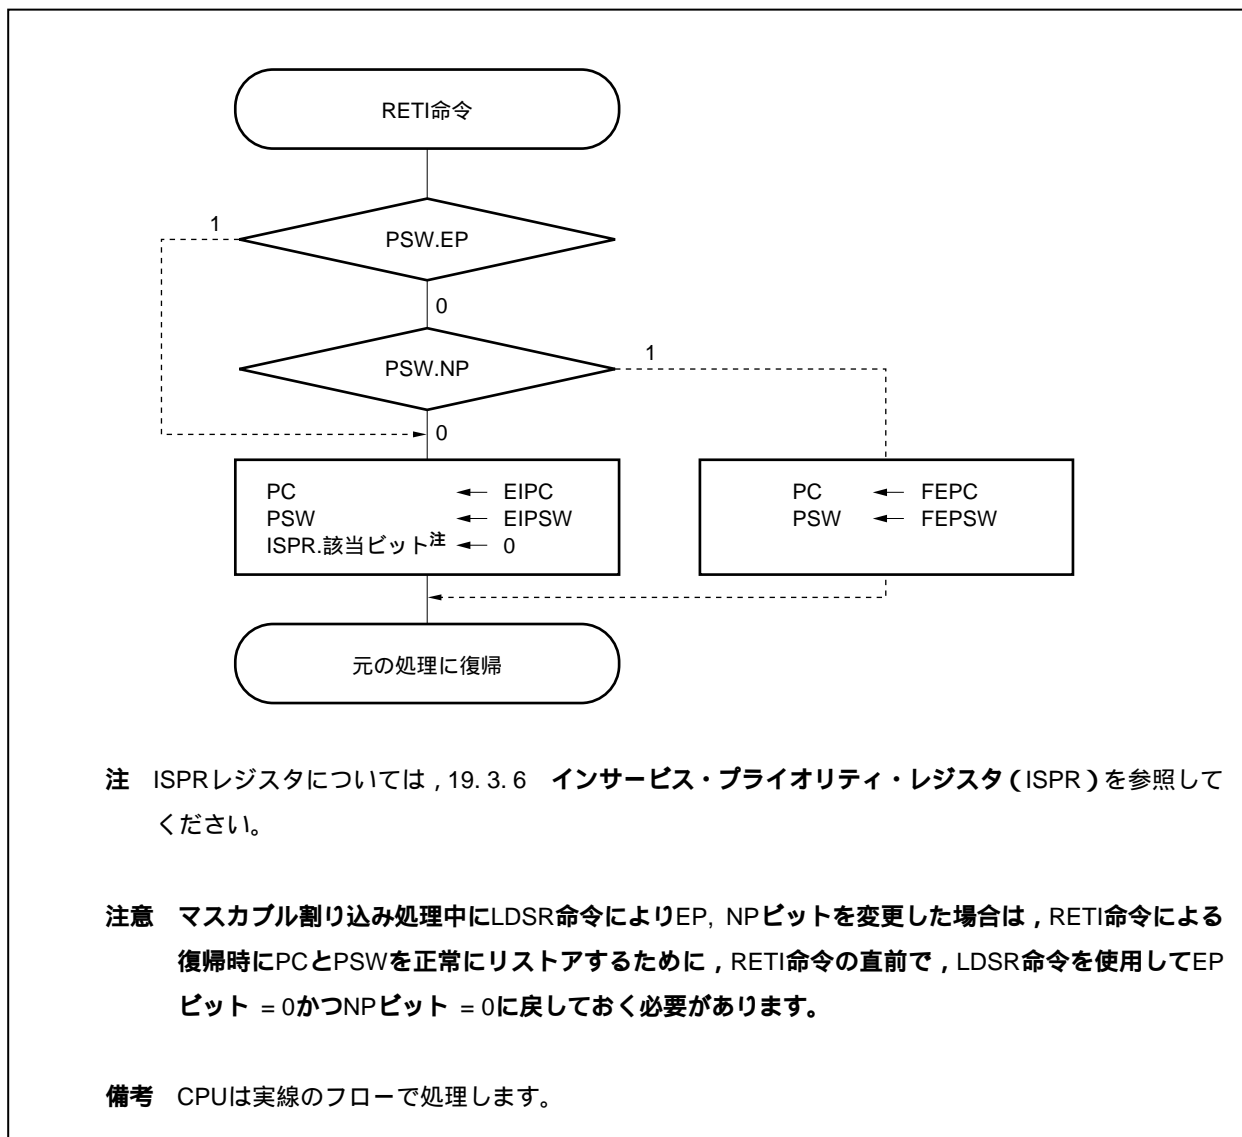 RETI命令
1
PSW.EP
0
PSW.NP
1
0
PC ← EIPC
PSW ← EIPSW
ISPR.該当ビット注 ← 0
PC ← FEPC
PSW ← FEPSW
元の処理に復帰
注 ISPRレジスタについては，19. 3. 6 インサービス・プライオリティ・レジスタ（ISPR）を参照して
ください。
注意 マスカブル割り込み処理中にLDSR命令によりEP, NPビットを変更した場合は，RETI命令による
復帰時にPCとPSWを正常にリストアするために，RETI命令の直前で，LDSR命令を使用してEP
ビット = 0かつNPビット = 0に戻しておく必要があります。
備考 CPUは実線のフローで処理します。